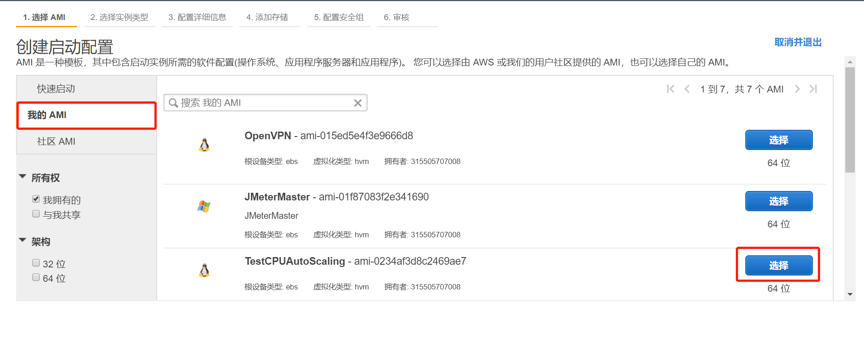 1. 选择 AMI 2. 选择实例类型 3. 配置详细信息 4. 添加存储 5. 配置安全组 6. 审核
创建启动配置
取消并退出
AMI 是一种模板，其中包含启动实例所需的软件配置(操作系统、应用程序服务器和应用程序)。 您可以选择由 AWS 或我们的用户社区提供的 AMI，也可以选择自己的 AMI。
快速启动
我的 AMI
社区 AMI
所有权
我拥有的
与我共享
架构
32 位
64 位
搜索 我的 AMI
1 到 7，共 7 个 AMI
OpenVPN - ami-015ed5e4f3e9666d8
根设备类型: ebs 虚拟化类型: hvm 拥有者: 315505707008
选择
64 位
JMeterMaster - ami-01f87083f2e341690
JMeterMaster
根设备类型: ebs 虚拟化类型: hvm 拥有者: 315505707008
选择
64 位
TestCPUAutoScaling - ami-0234af3d8c2469ae7
根设备类型: ebs 虚拟化类型: hvm 拥有者: 315505707008
选择
64 位